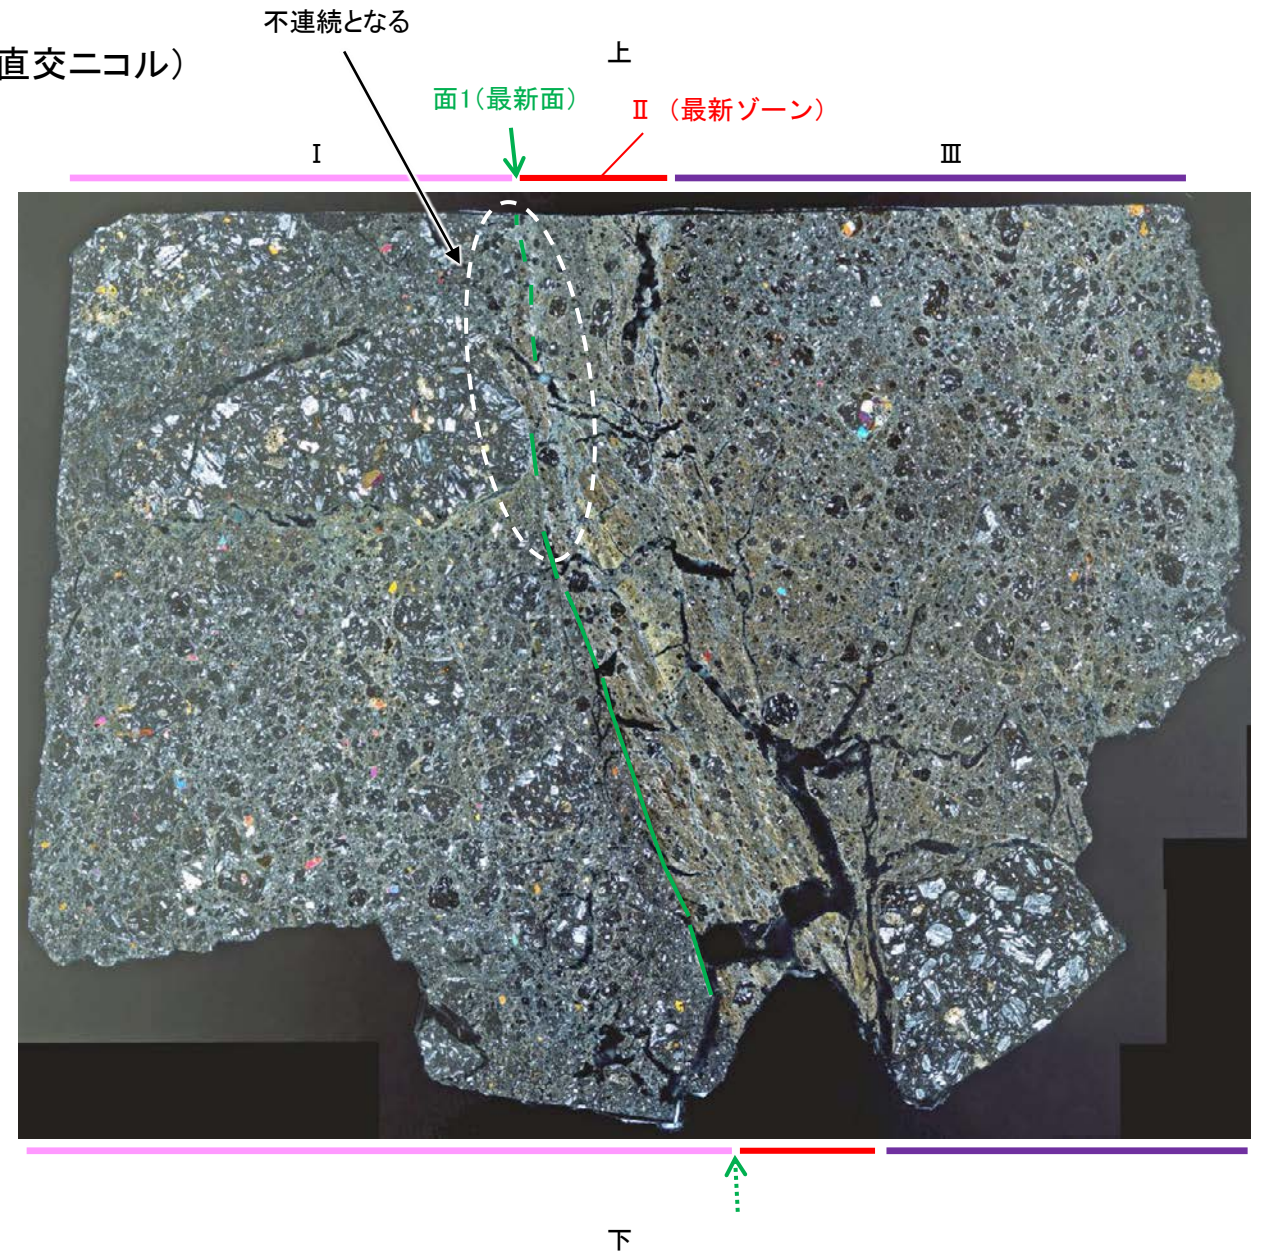 不連続となる
直交ニコル）
上
面1（最新面）
Ⅱ （最新ゾーン）
Ⅰ
Ⅲ
下